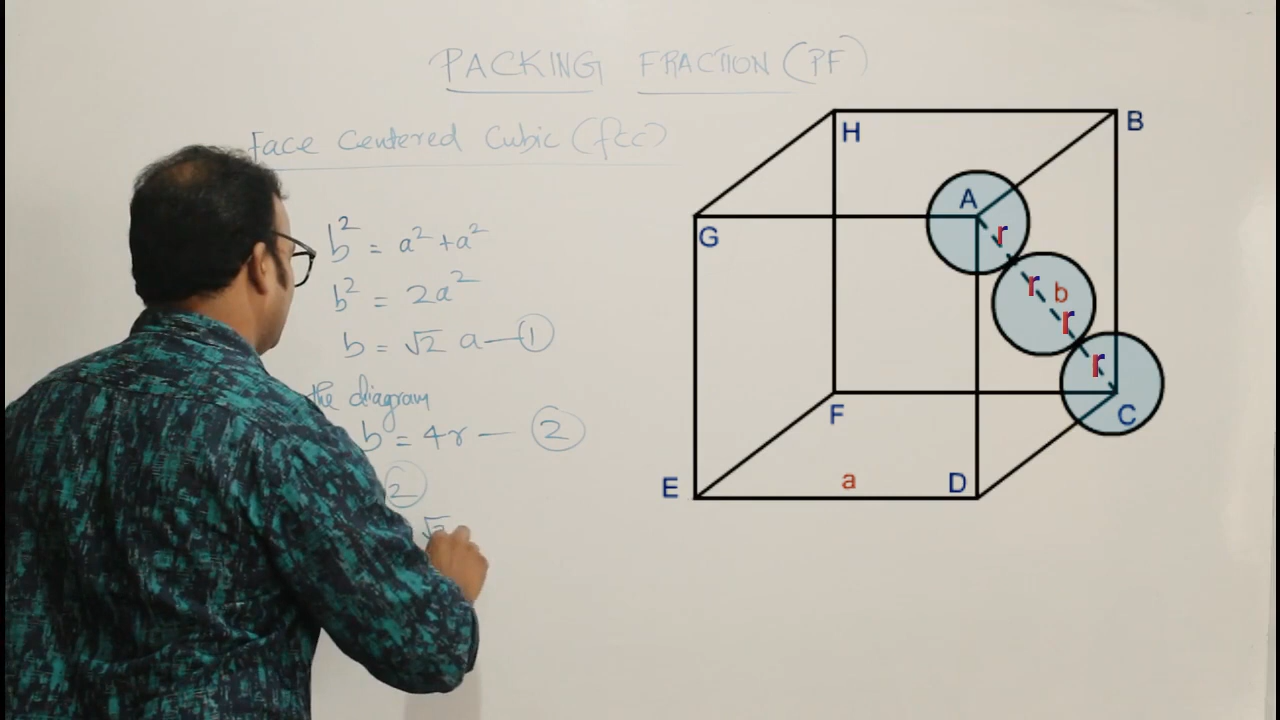 PACKING FRACTION (PF)
Face Centered Cubic (fcc)
b² = a² + a²
b² = 2a²
b = √2 a — ①
the diagram
b = 4r — ②
②
H
B
A
G
r
r
b
r
r
F
C
E
a
D